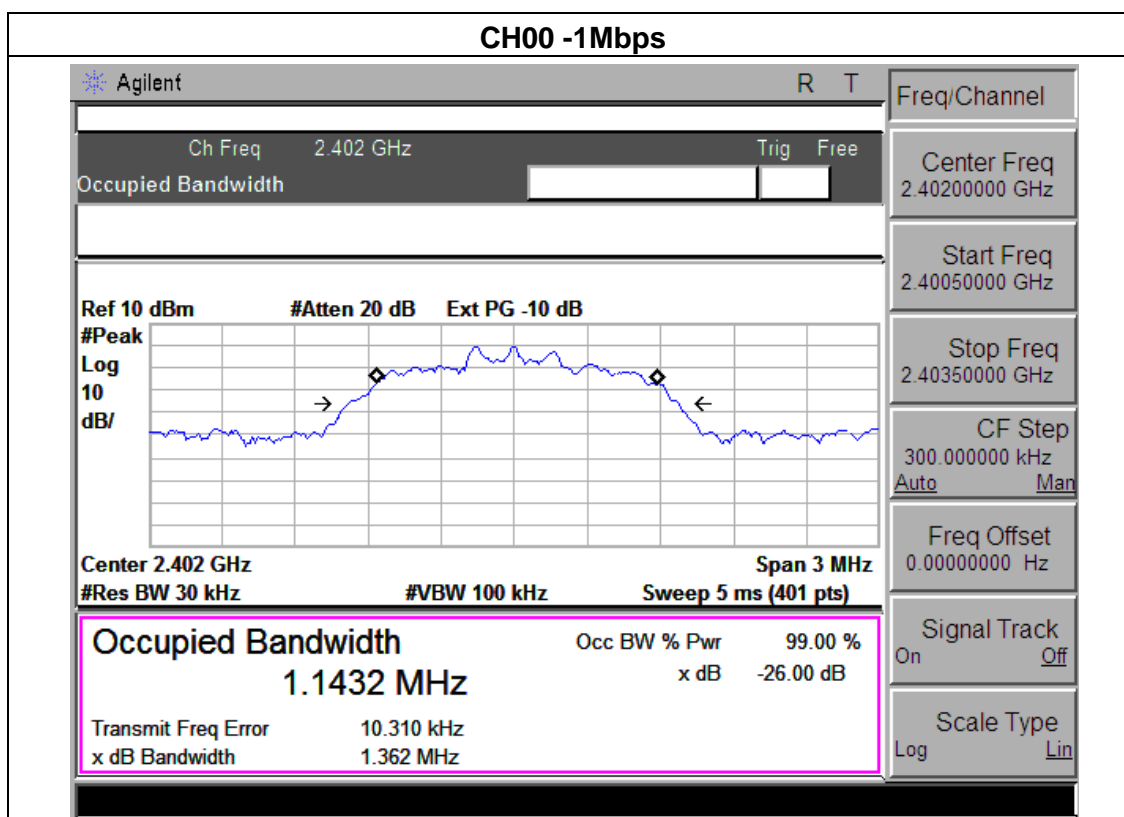 CH00 -1Mbps
Agilent R T
Ch Freq 2.402 GHz Trig Free
Occupied Bandwidth
Ref 10 dBm #Atten 20 dB Ext PG -10 dB
#Peak
Log
10
dB/
Center 2.402 GHz Span 3 MHz
#Res BW 30 kHz #VBW 100 kHz Sweep 5 ms (401 pts)
Occupied Bandwidth Occ BW % Pwr 99.00 %
1.1432 MHz x dB -26.00 dB
Transmit Freq Error 10.310 kHz
x dB Bandwidth 1.362 MHz
Freq/Channel
Center Freq
2.40200000 GHz
Start Freq
2.40050000 GHz
Stop Freq
2.40350000 GHz
CF Step
300.000000 kHz
Auto Man
Freq Offset
0.00000000 Hz
Signal Track
On Off
Scale Type
Log Lin